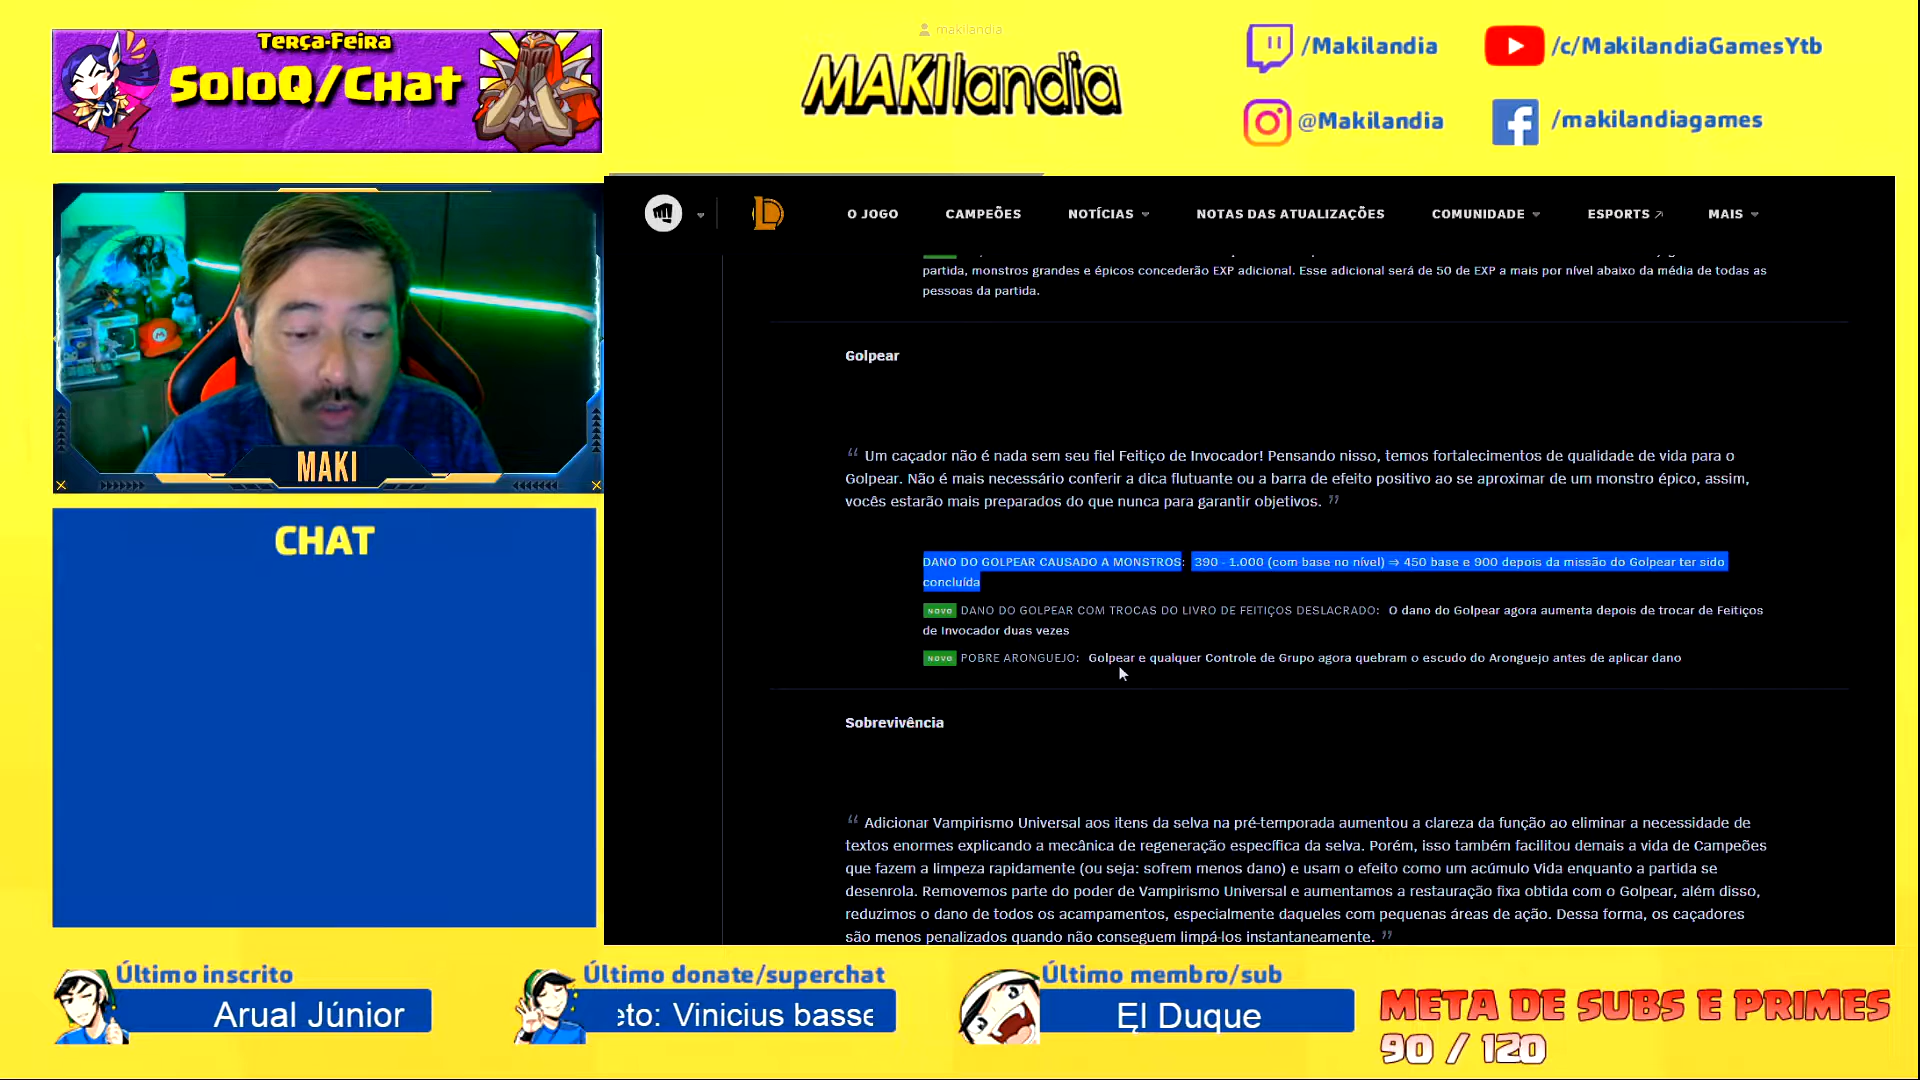 Terça-Feira
SoloQ/Chat
makilandia
MAKIlandia
/Makilandia
/c/MakilandiaGamesYtb
@Makilandia
/makilandiagames
MAKI
CHAT
O JOGO
CAMPEÕES
NOTÍCIAS
NOTAS DAS ATUALIZAÇÕES
COMUNIDADE
ESPORTS
MAIS
partida, monstros grandes e épicos concederão EXP adicional. Esse adicional será de 50 de EXP a mais por nível abaixo da média de todas as
pessoas da partida.
Golpear
“ Um caçador não é nada sem seu fiel Feitiço de Invocador! Pensando nisso, temos fortalecimentos de qualidade de vida para o
Golpear. Não é mais necessário conferir a dica flutuante ou a barra de efeito positivo ao se aproximar de um monstro épico, assim,
vocês estarão mais preparados do que nunca para garantir objetivos. ”
DANO DO GOLPEAR CAUSADO A MONSTROS: 390 - 1.000 (com base no nível) ⇒ 450 base e 900 depois da missão do Golpear ter sido
concluída
NOVO DANO DO GOLPEAR COM TROCAS DO LIVRO DE FEITIÇOS DESLACRADO: O dano do Golpear agora aumenta depois de trocar de Feitiços
de Invocador duas vezes
NOVO POBRE ARONGUEJO: Golpear e qualquer Controle de Grupo agora quebram o escudo do Aronguejo antes de aplicar dano
Sobrevivência
“ Adicionar Vampirismo Universal aos itens da selva na pré-temporada aumentou a clareza da função ao eliminar a necessidade de
textos enormes explicando a mecânica de regeneração específica da selva. Porém, isso também facilitou demais a vida de Campeões
que fazem a limpeza rapidamente (ou seja: sofrem menos dano) e usam o efeito como um acúmulo Vida enquanto a partida se
desenrola. Removemos parte do poder de Vampirismo Universal e aumentamos a restauração fixa obtida com o Golpear, além disso,
reduzimos o dano de todos os acampamentos, especialmente daqueles com pequenas áreas de ação. Dessa forma, os caçadores
são menos penalizados quando não conseguem limpá-los instantaneamente. ”
Último inscrito
Arual Júnior
Último donate/superchat
eto: Vinicius basse
Último membro/sub
El Duque
META DE SUBS E PRIMES
90 / 120